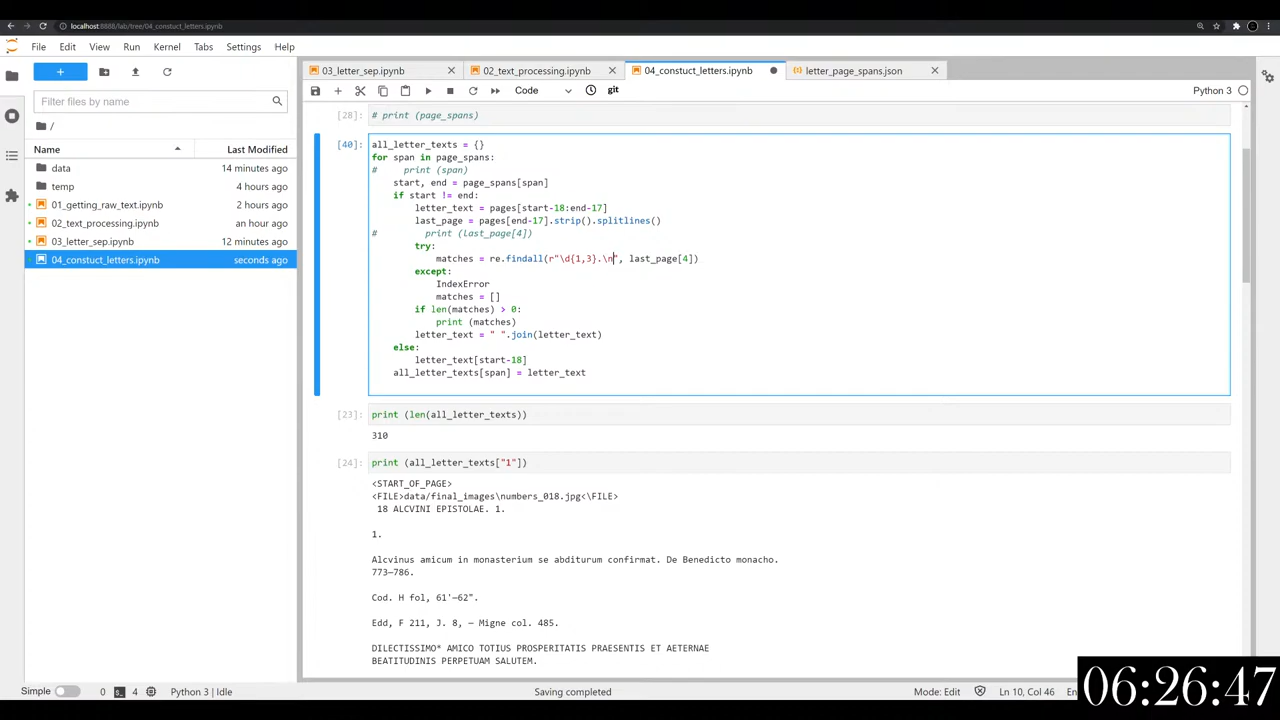 localhost:8888/lab/tree/04_constuct_letters.ipynb
File Edit View Run Kernel Tabs Settings Help
03_letter_sep.ipynb 02_text_processing.ipynb 04_constuct_letters.ipynb letter_page_spans.json
Code git Python 3
Filter files by name
/
Name Last Modified
data 14 minutes ago
temp 4 hours ago
01_getting_raw_text.ipynb 2 hours ago
02_text_processing.ipynb an hour ago
03_letter_sep.ipynb 12 minutes ago
04_constuct_letters.ipynb seconds ago
[28]: # print (page_spans)
[40]: all_letter_texts = {}
for span in page_spans:
# print (span)
start, end = page_spans[span]
if start != end:
letter_text = pages[start-18:end-17]
last_page = pages[end-17].strip().splitlines()
# print (last_page[4])
try:
matches = re.findall(r"\d{1,3}.\n", last_page[4])
except:
IndexError
matches = []
if len(matches) > 0:
print (matches)
letter_text = " ".join(letter_text)
else:
letter_text[start-18]
all_letter_texts[span] = letter_text
[23]: print (len(all_letter_texts))
310
[24]: print (all_letter_texts["1"])
<START_OF_PAGE>
<FILE>data/final_images\numbers_018.jpg<\FILE>
18 ALCVINI EPISTOLAE. 1.
1.
Alcvinus amicum in monasterium se abditurum confirmat. De Benedicto monacho.
773—786.
Cod. H fol, 61'—62".
Edd, F 211, J. 8, — Migne col. 485.
DILECTISSIMO* AMICO TOTIUS PROSPERITATIS PRAESENTIS ET AETERNAE
BEATITUDINIS PERPETUAM SALUTEM.
Simple 0 4 Python 3 | Idle Saving completed Mode: Edit Ln 10, Col 46
06:26:47